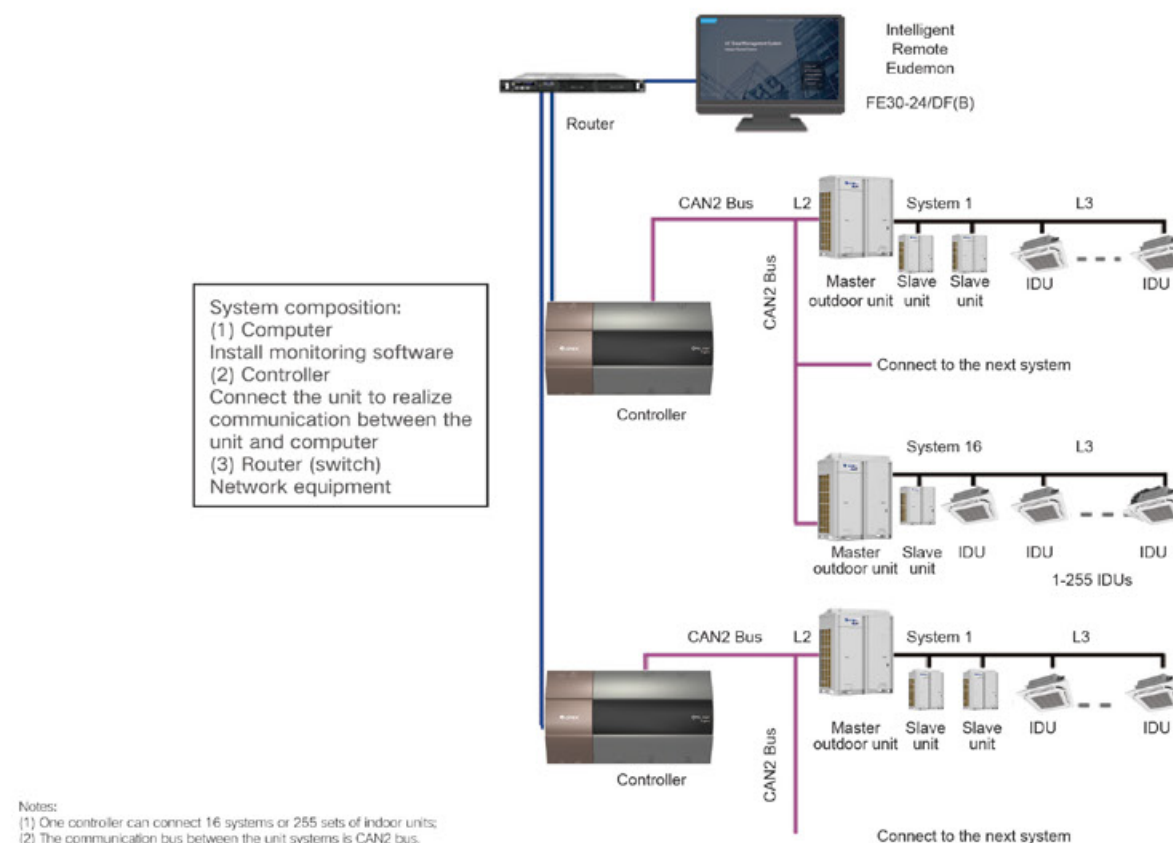 Intelligent
Remote
Eudemon
FE30-24/DF(B)
Router
CAN2 Bus
L2
System 1
L3
CAN2 Bus
Master
outdoor unit
Slave
unit
Slave
unit
IDU
IDU
System composition:
(1) Computer
Install monitoring software
(2) Controller
Connect the unit to realize
communication between the
unit and computer
(3) Router (switch)
Network equipment
Connect to the next system
Controller
System 16
L3
Master
outdoor unit
Slave
unit
IDU
IDU
IDU
1-255 IDUs
CAN2 Bus
L2
System 1
L3
Master
outdoor unit
Slave
unit
Slave
unit
IDU
IDU
CAN2 Bus
Controller
Connect to the next system
Notes:
(1) One controller can connect 16 systems or 255 sets of indoor units;
(2) The communication bus between the unit systems is CAN2 bus.